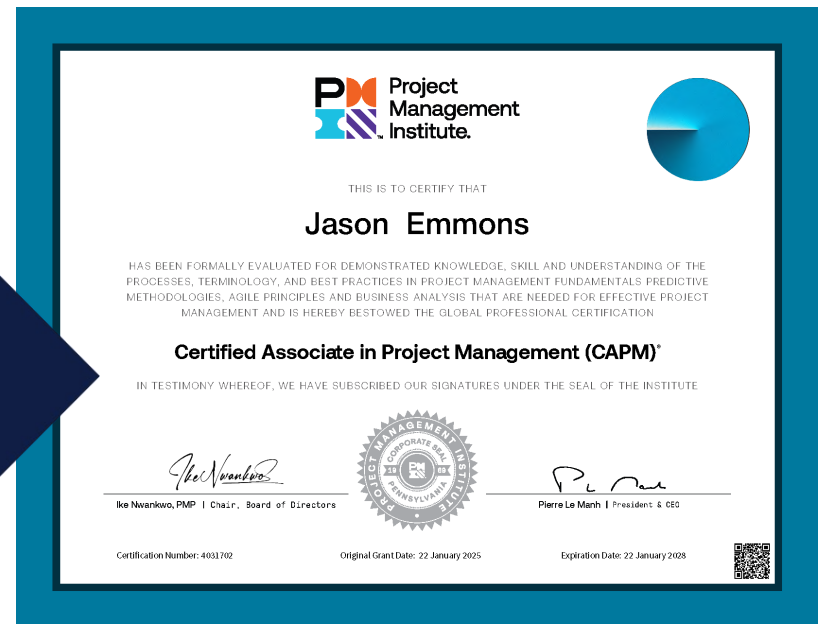 PM
Project
Management
Institute.
THIS IS TO CERTIFY THAT
Jason Emmons
HAS BEEN FORMALLY EVALUATED FOR DEMONSTRATED KNOWLEDGE, SKILL AND UNDERSTANDING OF THE
PROCESSES, TERMINOLOGY, AND BEST PRACTICES IN PROJECT MANAGEMENT FUNDAMENTALS PREDICTIVE
METHODOLOGIES, AGILE PRINCIPLES AND BUSINESS ANALYSIS THAT ARE NEEDED FOR EFFECTIVE PROJECT
MANAGEMENT AND IS HEREBY BESTOWED THE GLOBAL PROFESSIONAL CERTIFICATION
Certified Associate in Project Management (CAPM)®
IN TESTIMONY WHEREOF, WE HAVE SUBSCRIBED OUR SIGNATURES UNDER THE SEAL OF THE INSTITUTE
PROJECT MANAGEMENT INSTITUTE
CORPORATE SEAL
19 69
PENNSYLVANIA
Ike Nwankwo
Ike Nwankwo, PMP | Chair, Board of Directors
Pierre Le Manh | President & CEO
Certification Number: 4031702
Original Grant Date: 22 January 2025
Expiration Date: 22 January 2028